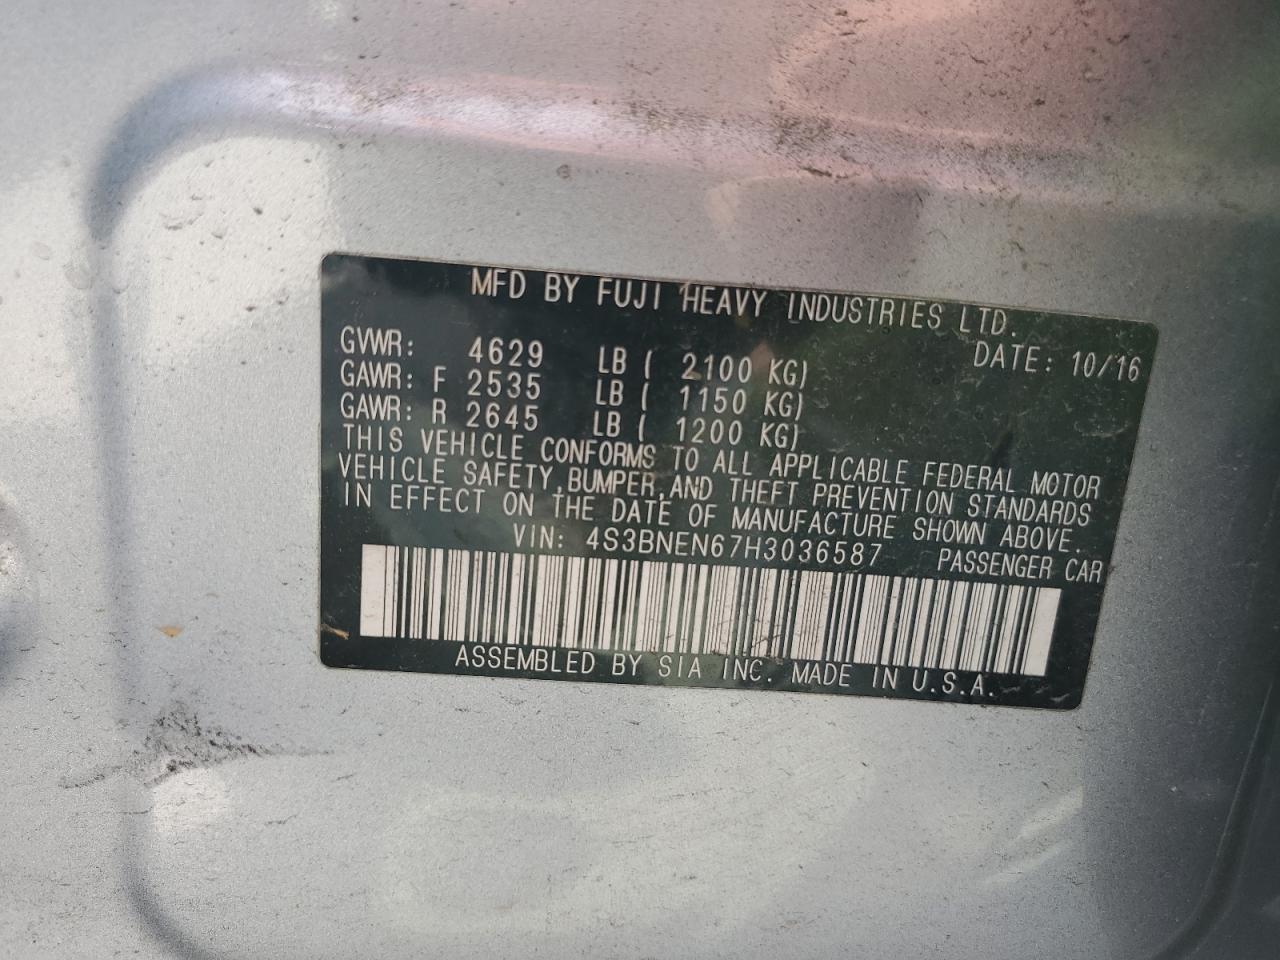 MFD BY FUJI HEAVY INDUSTRIES LTD.
DATE: 10/16
GVWR: 4629 LB ( 2100 KG)
GAWR: F 2535 LB ( 1150 KG)
GAWR: R 2645 LB ( 1200 KG)
THIS VEHICLE CONFORMS TO ALL APPLICABLE FEDERAL MOTOR
VEHICLE SAFETY,BUMPER,AND THEFT PREVENTION STANDARDS
IN EFFECT ON THE DATE OF MANUFACTURE SHOWN ABOVE.
VIN: 4S3BNEN67H3036587 PASSENGER CAR
ASSEMBLED BY SIA INC. MADE IN U.S.A.